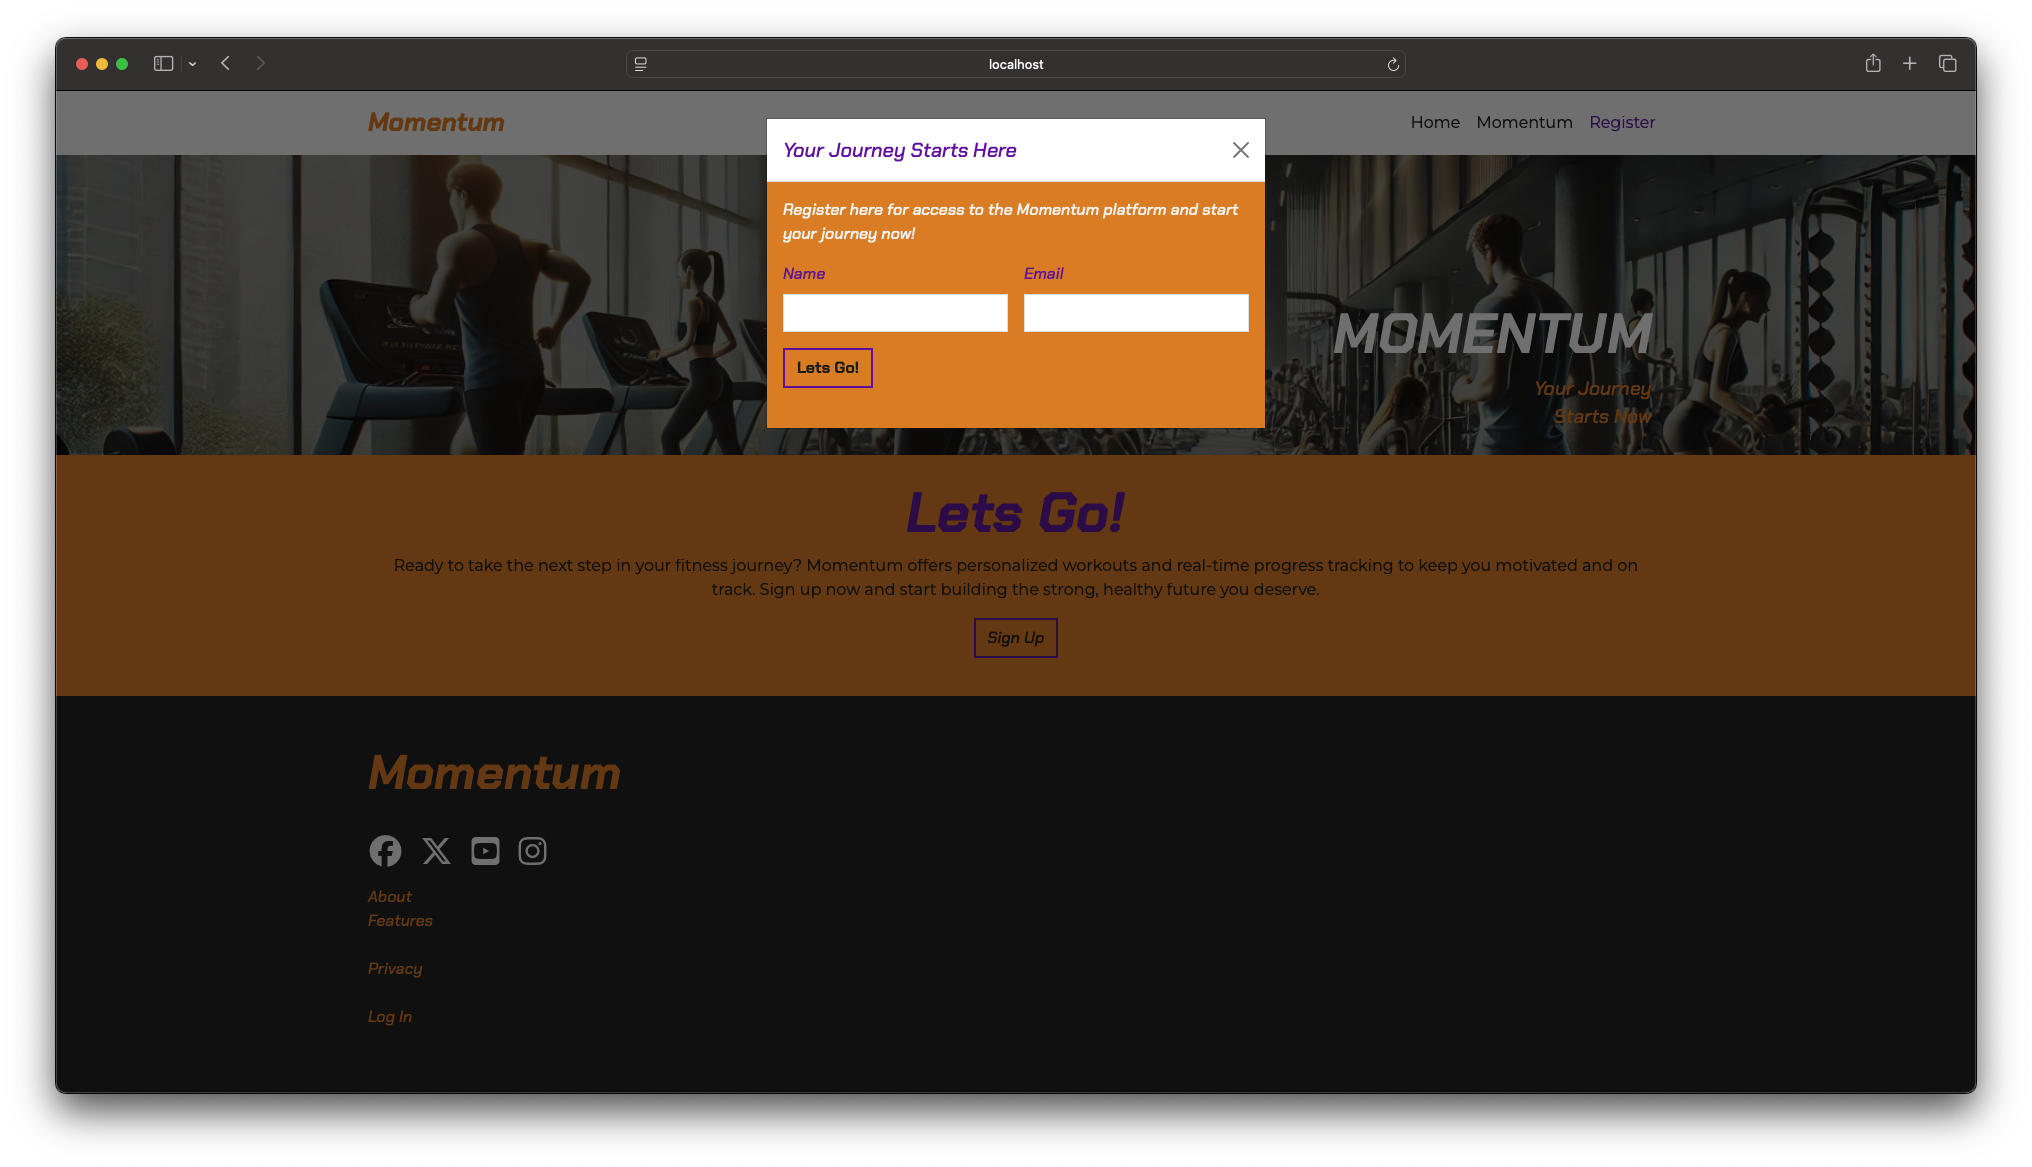 localhost
Momentum
Home Momentum Register
Your Journey Starts Here
Register here for access to the Momentum platform and start
your journey now!
Name Email
Lets Go!
MOMENTUM
Your Journey
Starts Now
Lets Go!
Ready to take the next step in your fitness journey? Momentum offers personalized workouts and real-time progress tracking to keep you motivated and on
track. Sign up now and start building the strong, healthy future you deserve.
Sign Up
Momentum
About
Features
Privacy
Log In